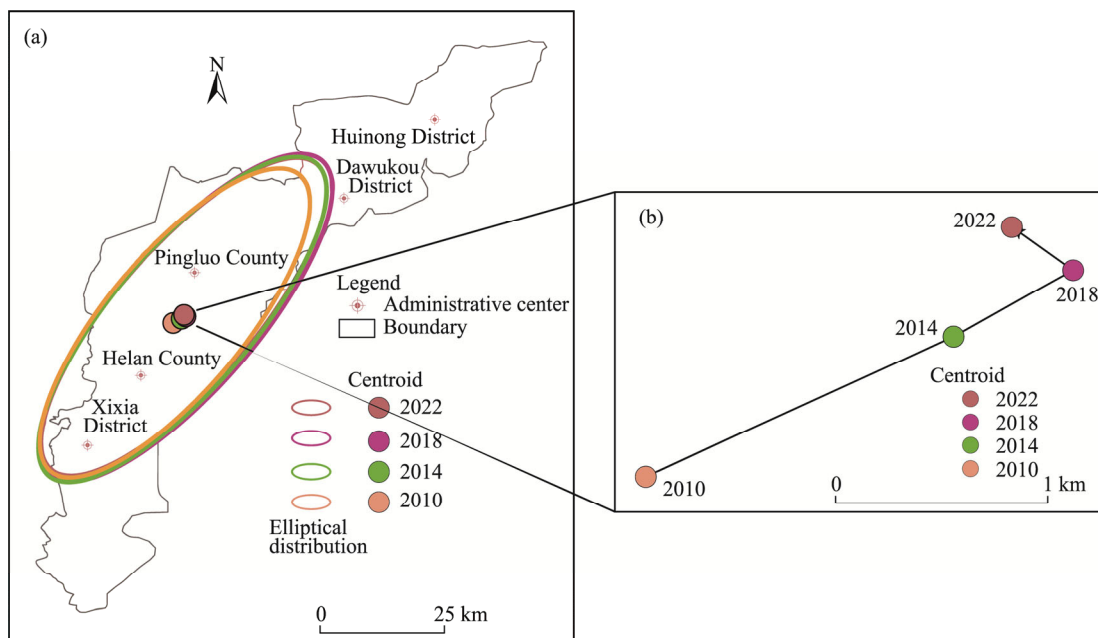 (a)
N
Huinong District
Dawukou
District
Pingluo County
Legend
Administrative center
Boundary
Helan County
Xixia
District
Centroid
2022
2018
2014
2010
Elliptical
distribution
0 25 km
(b)
2022
2018
2014
2010
Centroid
2022
2018
2014
2010
0 1 km